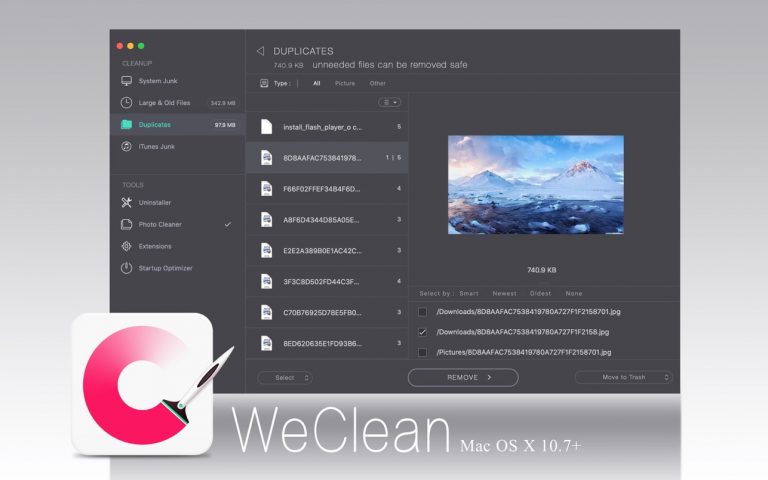 CLEANUP
System Junk
Large & Old Files 342.9 MB
Duplicates 97.9 MB
iTunes Junk
TOOLS
Uninstaller
Photo Cleaner
Extensions
Startup Optimizer
DUPLICATES
740.9 KB unneeded files can be removed safe
Type : | All Picture Other
install_flash_player_o c... 5
8D8AAFAC753841978... 1 | 5
F66F02FFEF34B4F6D... 4
A8F6D4344D85A05E... 3
E2E2A389B0E1AC42C... 3
3F3C8D502FD44C3F... 4
C70B76925D78E5FB0... 3
8ED620635E1FD93B6... 3
740.9 KB
Select by : Smart Newest Oldest None
/Downloads/8D8AAFAC7538419780A727F1F2158701.jpg
/Downloads/8D8AAFAC7538419780A727F1F2158.jpg
/Pictures/8D8AAFAC7538419780A727F1F2158701.jpg
Select
REMOVE >
Move to Trash
WeClean Mac OS X 10.7+